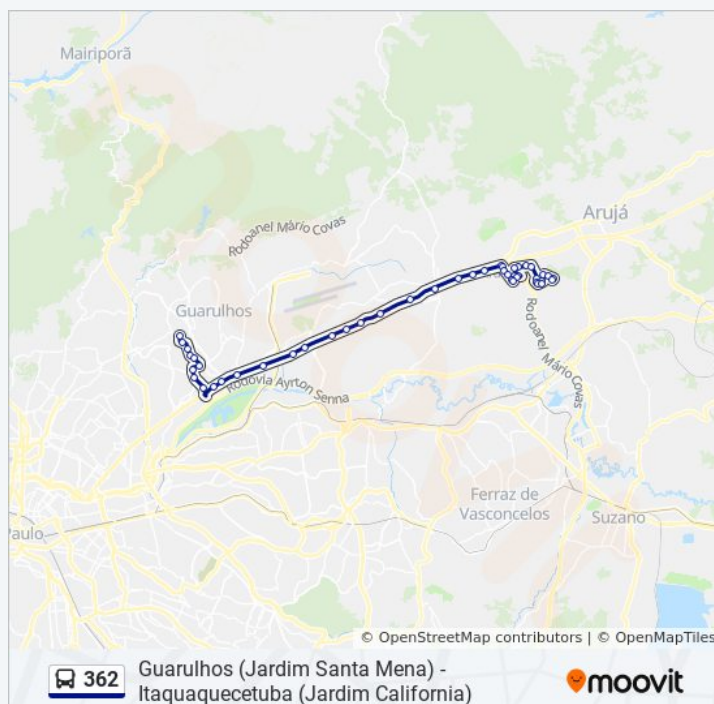 Mairiporã
Rodoanel Mário Covas
Arujá
Guarulhos
Rodoanel Mário Covas
Rodovia Ayrton Senna
Ferraz de
Vasconcelos
Suzano
Paulo
© OpenStreetMap contributors | © OpenMapTiles
362
Guarulhos (Jardim Santa Mena) -
Itaquaquecetuba (Jardim California)
moovit